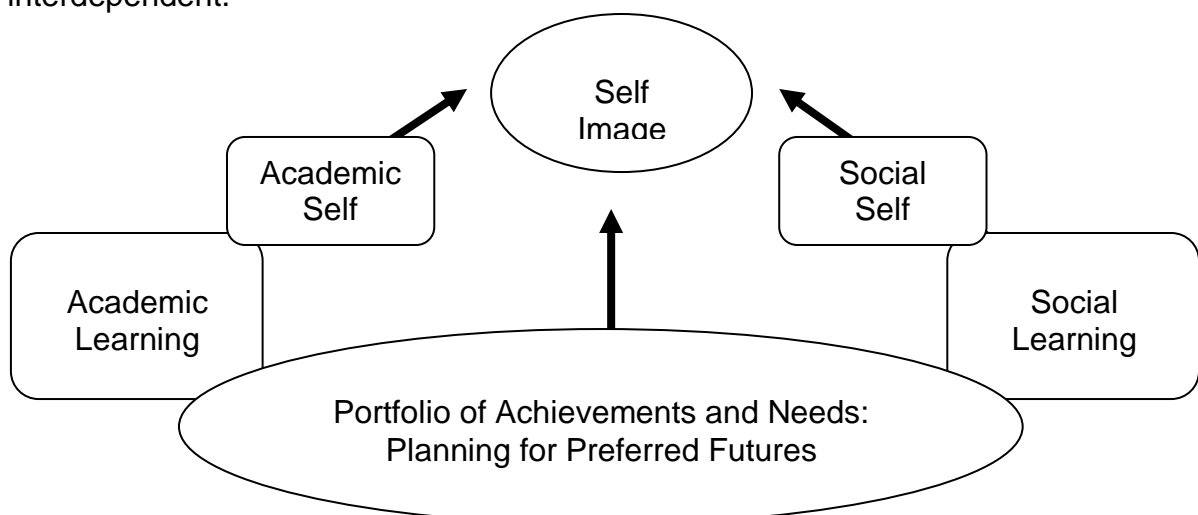 interdependent.
Self
Image
Academic
Self
Social
Self
Academic
Learning
Social
Learning
Portfolio of Achievements and Needs:
Planning for Preferred Futures